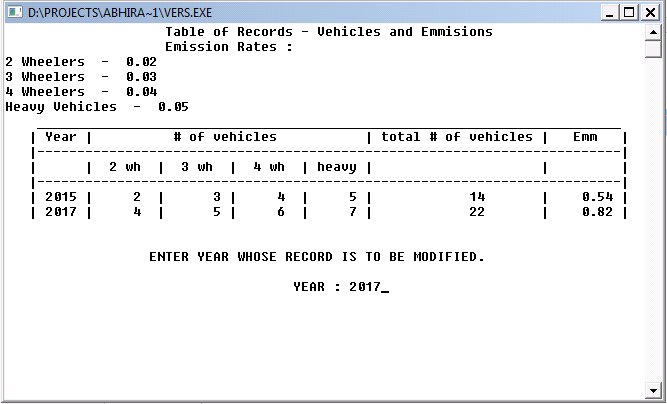 D:\PROJECTS\ABHIRA~1\VERS.EXE
Table of Records - Vehicles and Emmisions
Emission Rates :
2 Wheelers - 0.02
3 Wheelers - 0.03
4 Wheelers - 0.04
Heavy Vehicles - 0.05
| Year | # of vehicles | total # of vehicles | Emm |
| | 2 wh | 3 wh | 4 wh | heavy| | |
| 2015 | 2 | 3 | 4 | 5 | 14 | 0.54 |
| 2017 | 4 | 5 | 6 | 7 | 22 | 0.82 |
ENTER YEAR WHOSE RECORD IS TO BE MODIFIED.
YEAR : 2017_